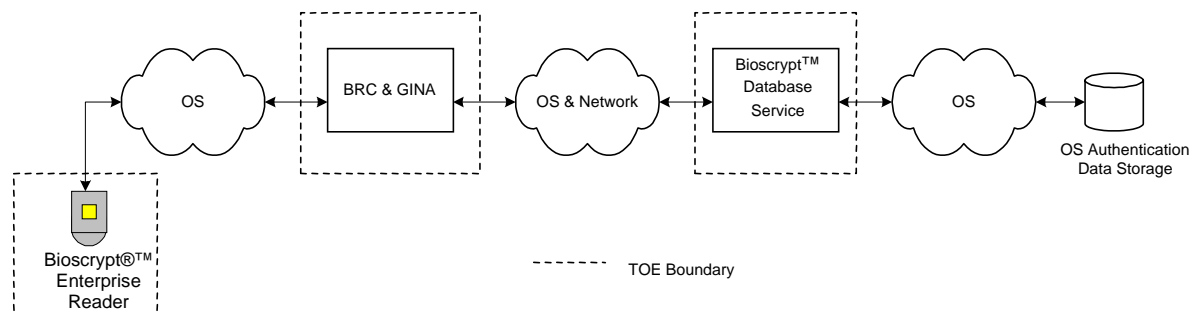 OS
BRC & GINA
OS & Network
Bioscrypt™
Database
Service
OS
OS Authentication
Data Storage
Bioscrypt®™
Enterprise
Reader
TOE Boundary